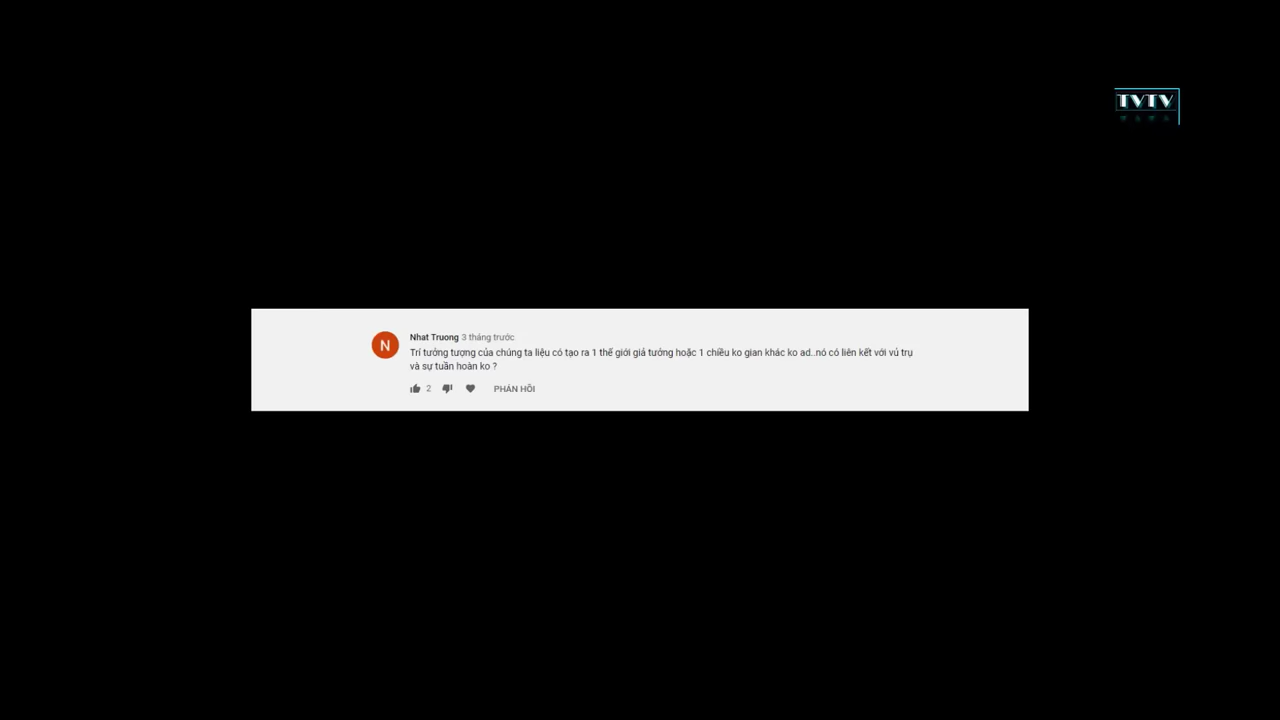 TVTV
Nhat Truong 3 tháng trước
Trí tưởng tượng của chúng ta liệu có tạo ra 1 thế giới giả tưởng hoặc 1 chiều ko gian khác ko ad..nó có liên kết với vủ trụ
và sự tuần hoàn ko ?
2 PHẢN HỒI
N